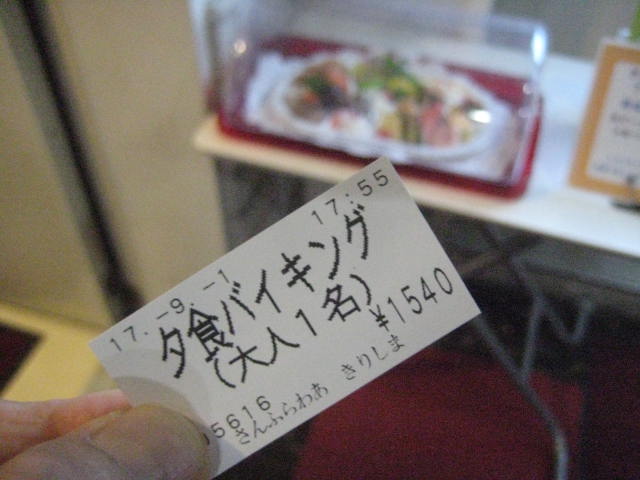 17.-9.-1 17:55
夕食バイキング
(大人1名)
¥1540
05616 さんふらわあ きりしま